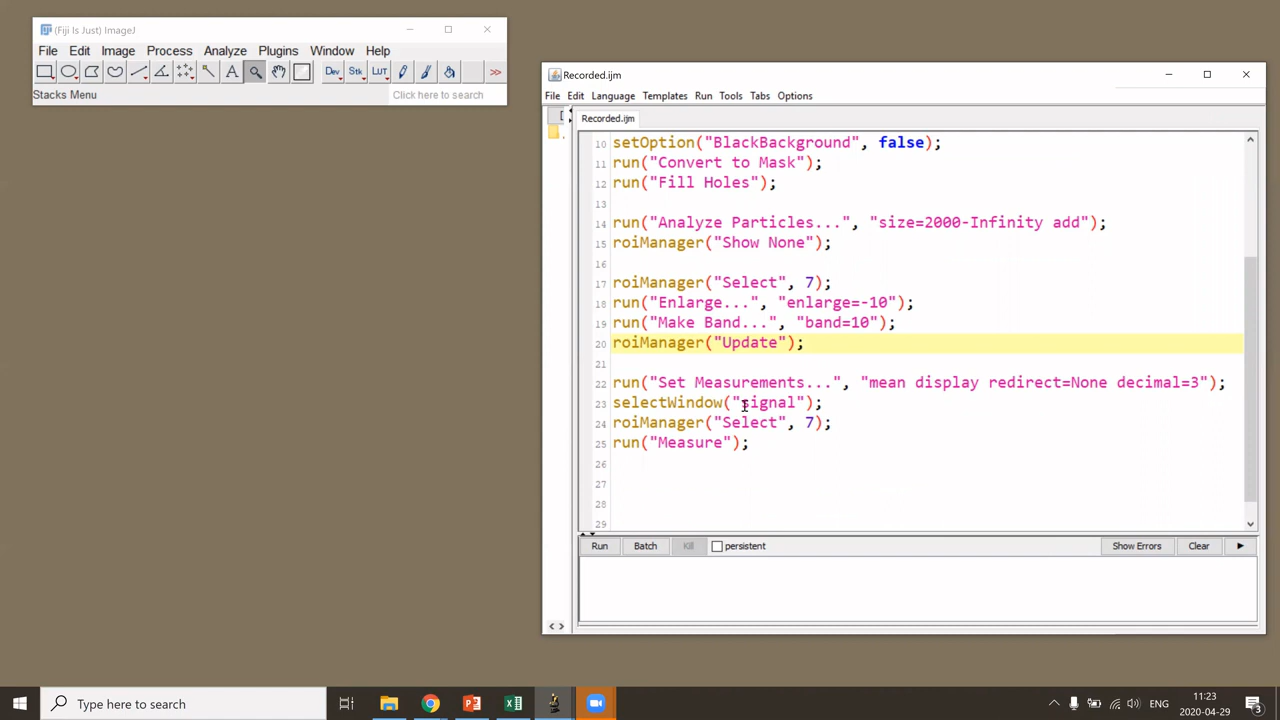 (Fiji Is Just) ImageJ
File Edit Image Process Analyze Plugins Window Help
Dev Stk LUT >>
Stacks Menu Click here to search
Recorded.ijm
File Edit Language Templates Run Tools Tabs Options
Recorded.ijm
10 setOption("BlackBackground", false);
11 run("Convert to Mask");
12 run("Fill Holes");
13
14 run("Analyze Particles...", "size=2000-Infinity add");
15 roiManager("Show None");
16
17 roiManager("Select", 7);
18 run("Enlarge...", "enlarge=-10");
19 run("Make Band...", "band=10");
20 roiManager("Update");
21
22 run("Set Measurements...", "mean display redirect=None decimal=3");
23 selectWindow("signal");
24 roiManager("Select", 7);
25 run("Measure");
26
27
28
29
Run Batch Kill persistent Show Errors Clear
Type here to search
ENG
11:23
2020-04-29
3